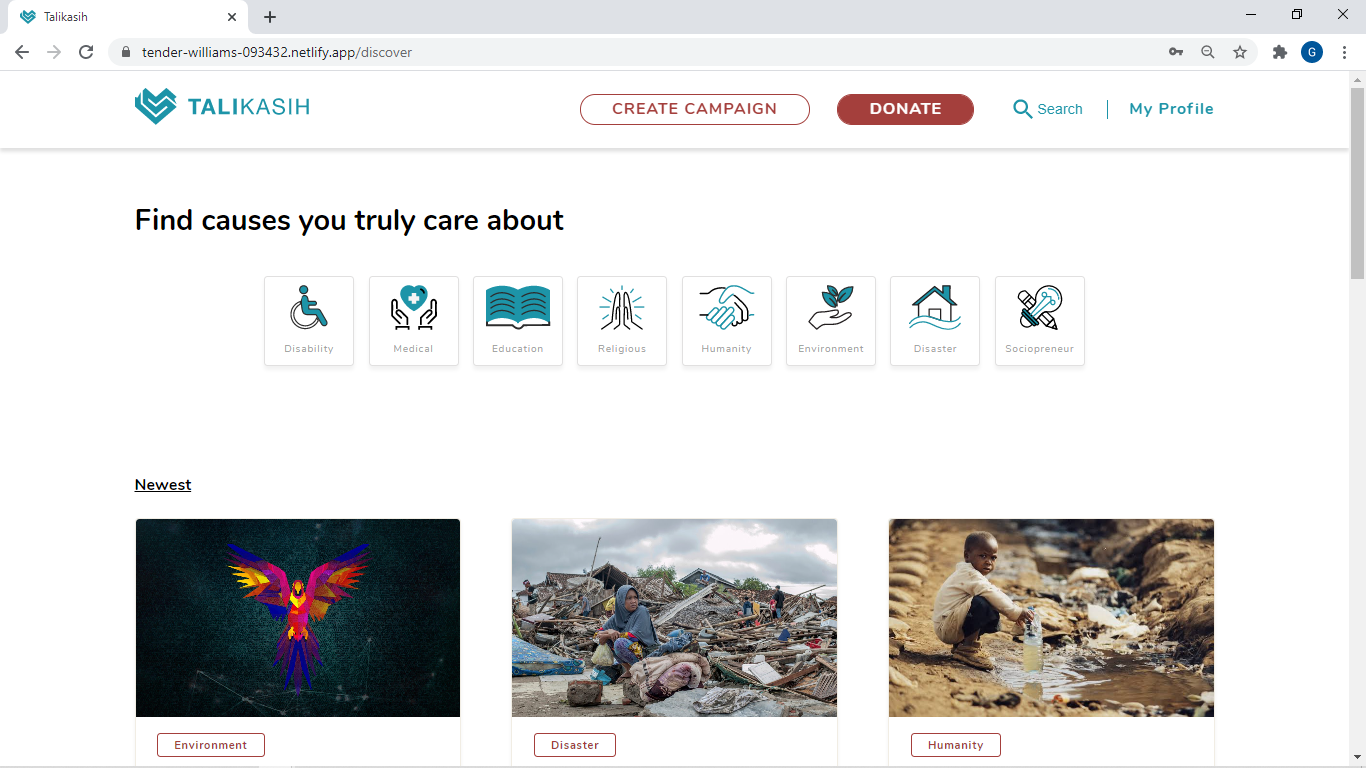 Talikasih
tender-williams-093432.netlify.app/discover
G
TALIKASIH
CREATE CAMPAIGN
DONATE
Search
My Profile
Find causes you truly care about
Disability
Medical
Education
Religious
Humanity
Environment
Disaster
Sociopreneur
Newest
Environment
Disaster
Humanity